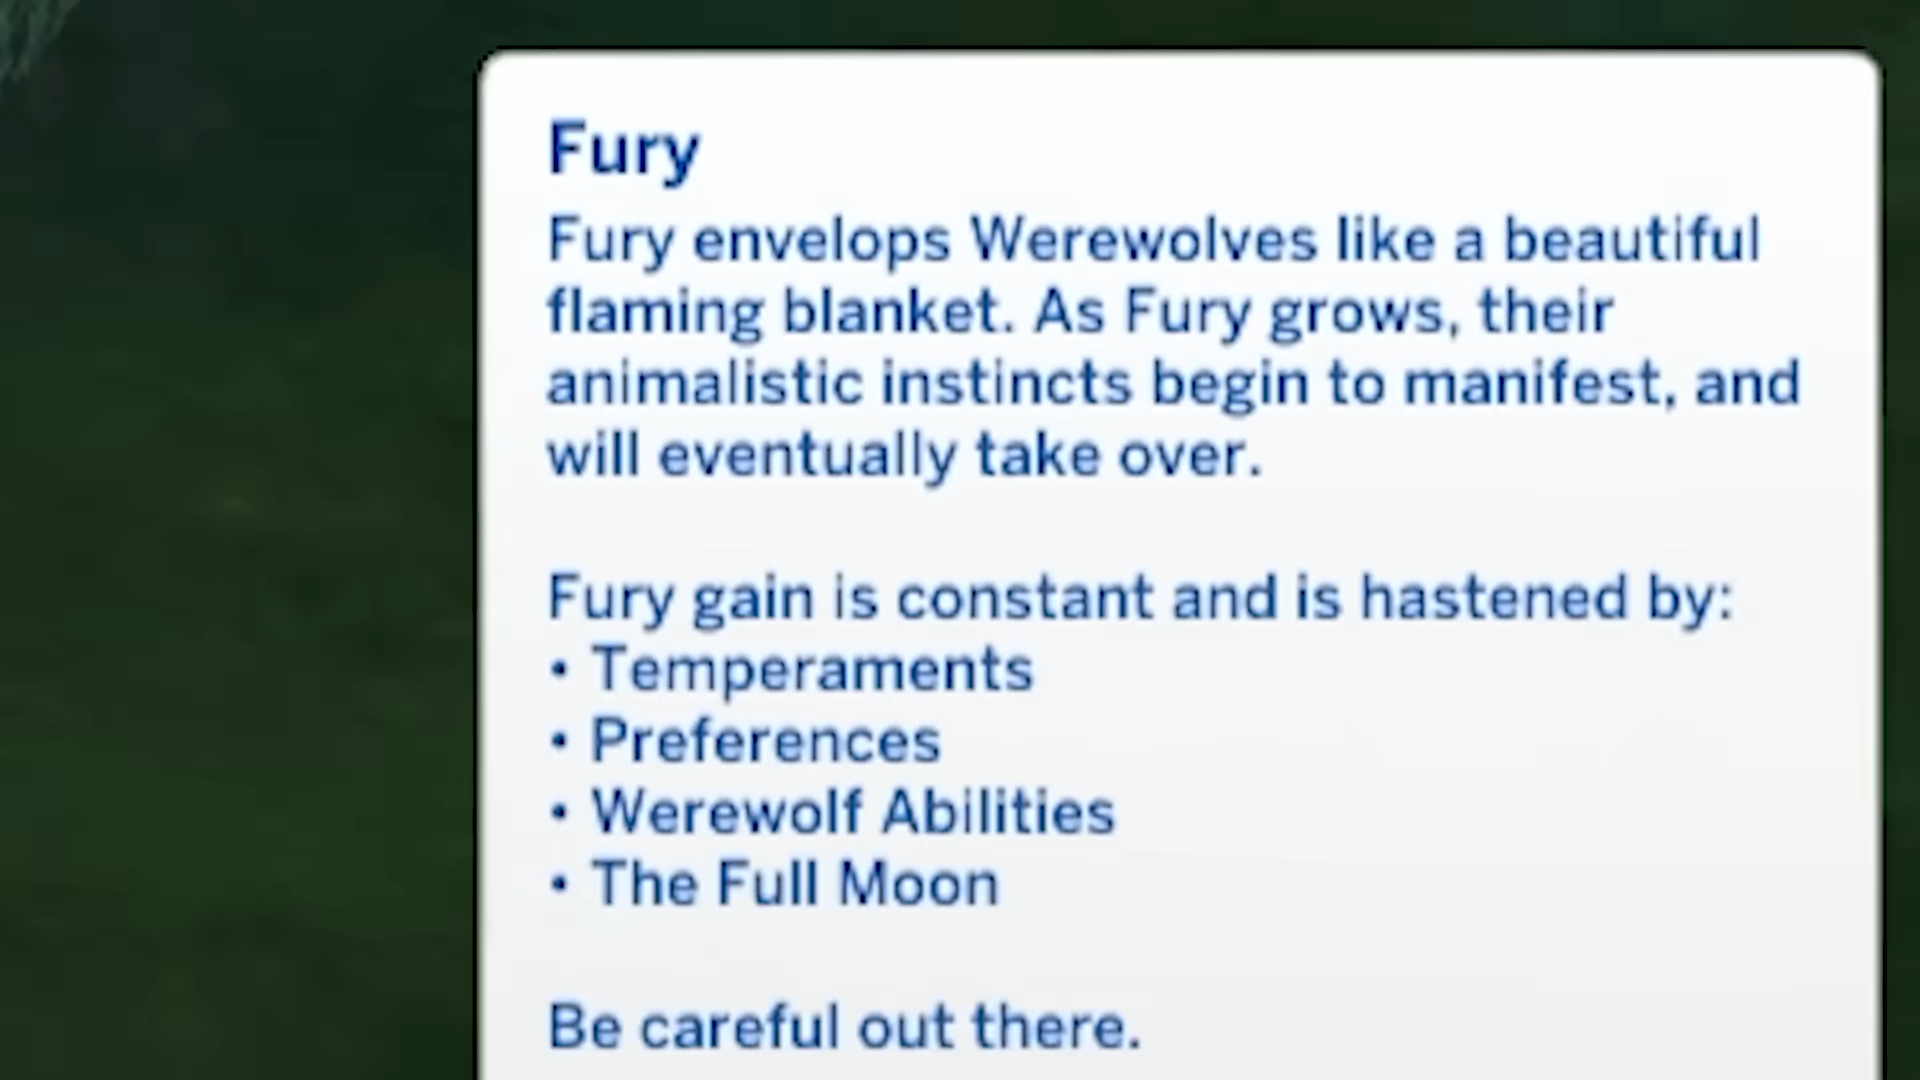 Fury
Fury envelops Werewolves like a beautiful
flaming blanket. As Fury grows, their
animalistic instincts begin to manifest, and
will eventually take over.
Fury gain is constant and is hastened by:
• Temperaments
• Preferences
• Werewolf Abilities
• The Full Moon
Be careful out there.